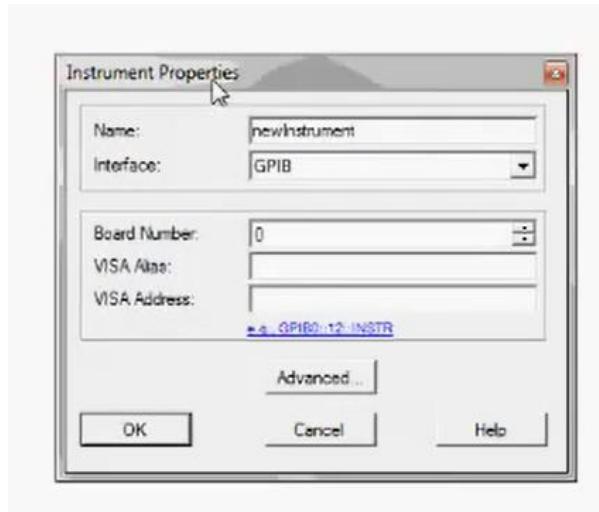 Instrument Properties
Name: newInstrument
Interface: GPIB
Board Number: 0
VISA Alias:
VISA Address:
e.g., GPIB0::12::INSTR
Advanced...
OK Cancel Help